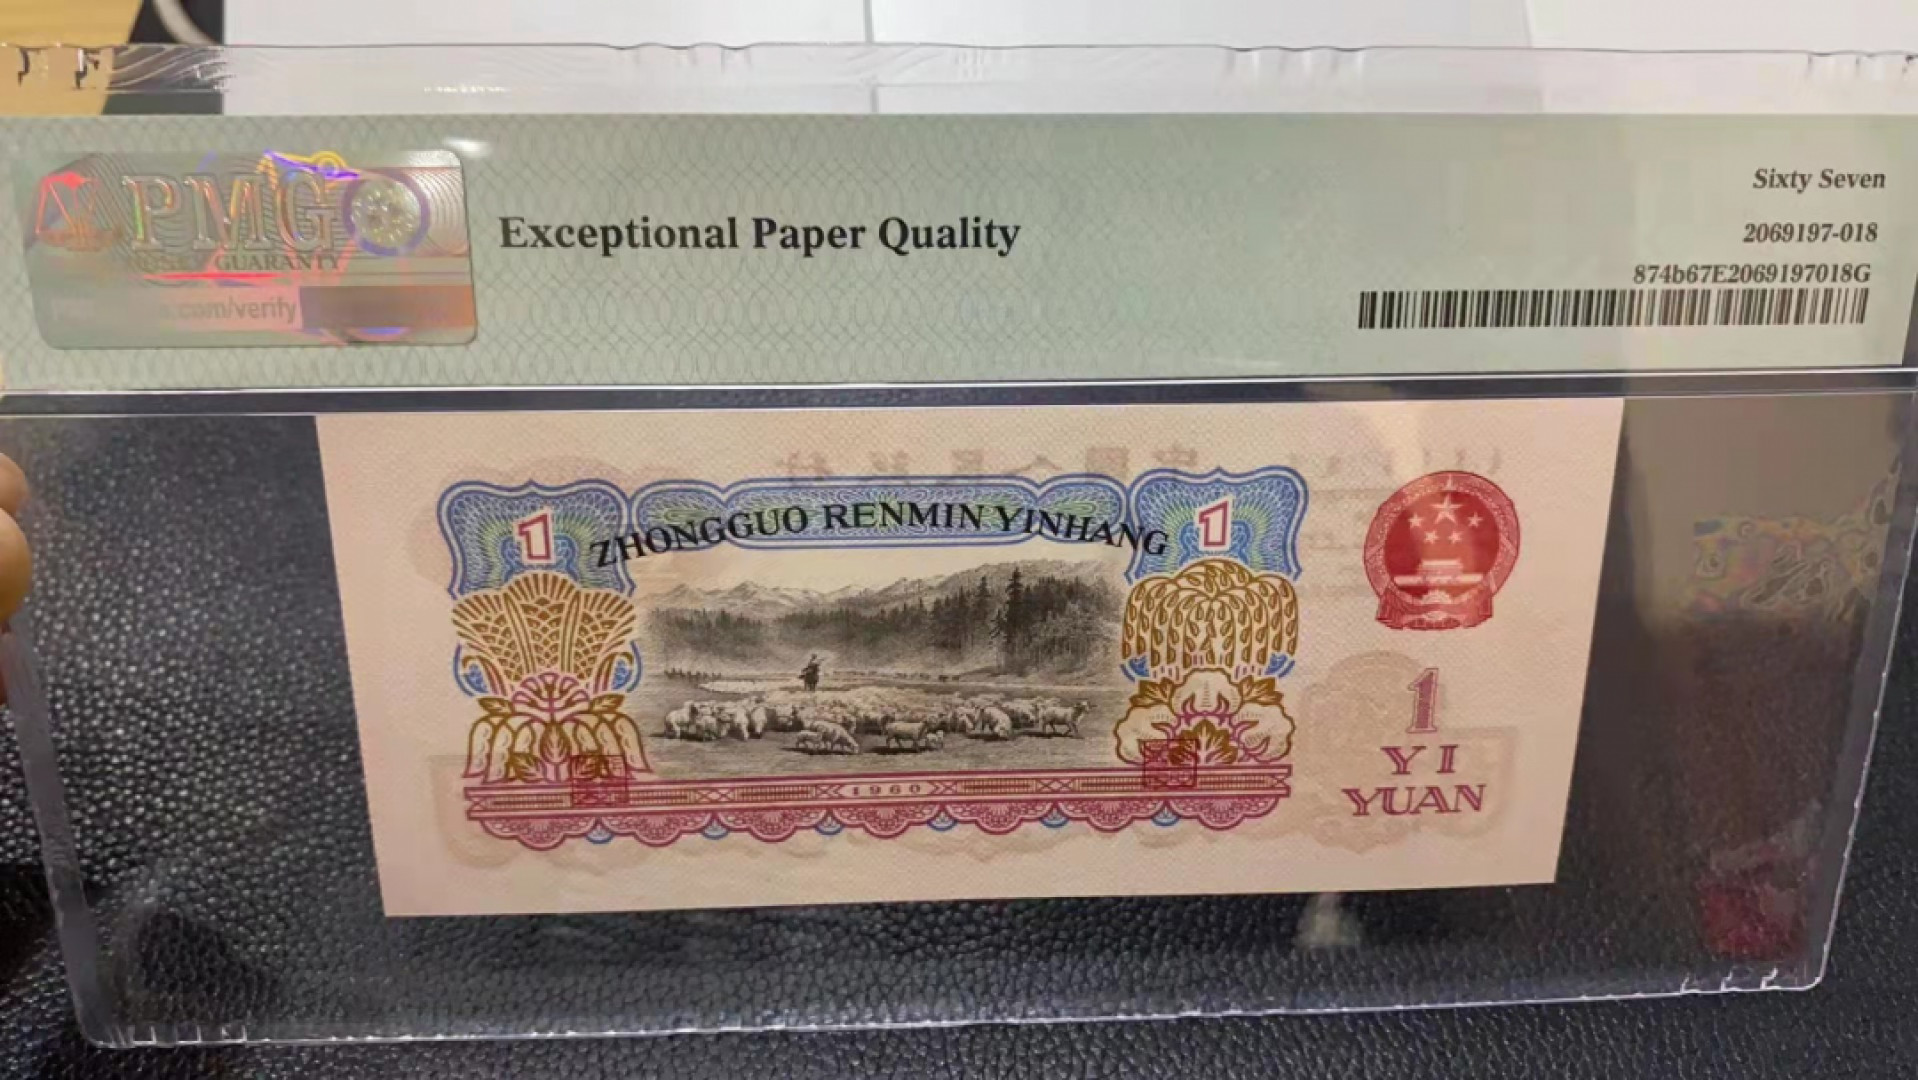 PMG
GUARANTY
.com/verify
Exceptional Paper Quality
Sixty Seven
2069197-018
874b67E2069197018G
1
ZHONGGUO RENMIN YINHANG
1
1960
1
YI
YUAN